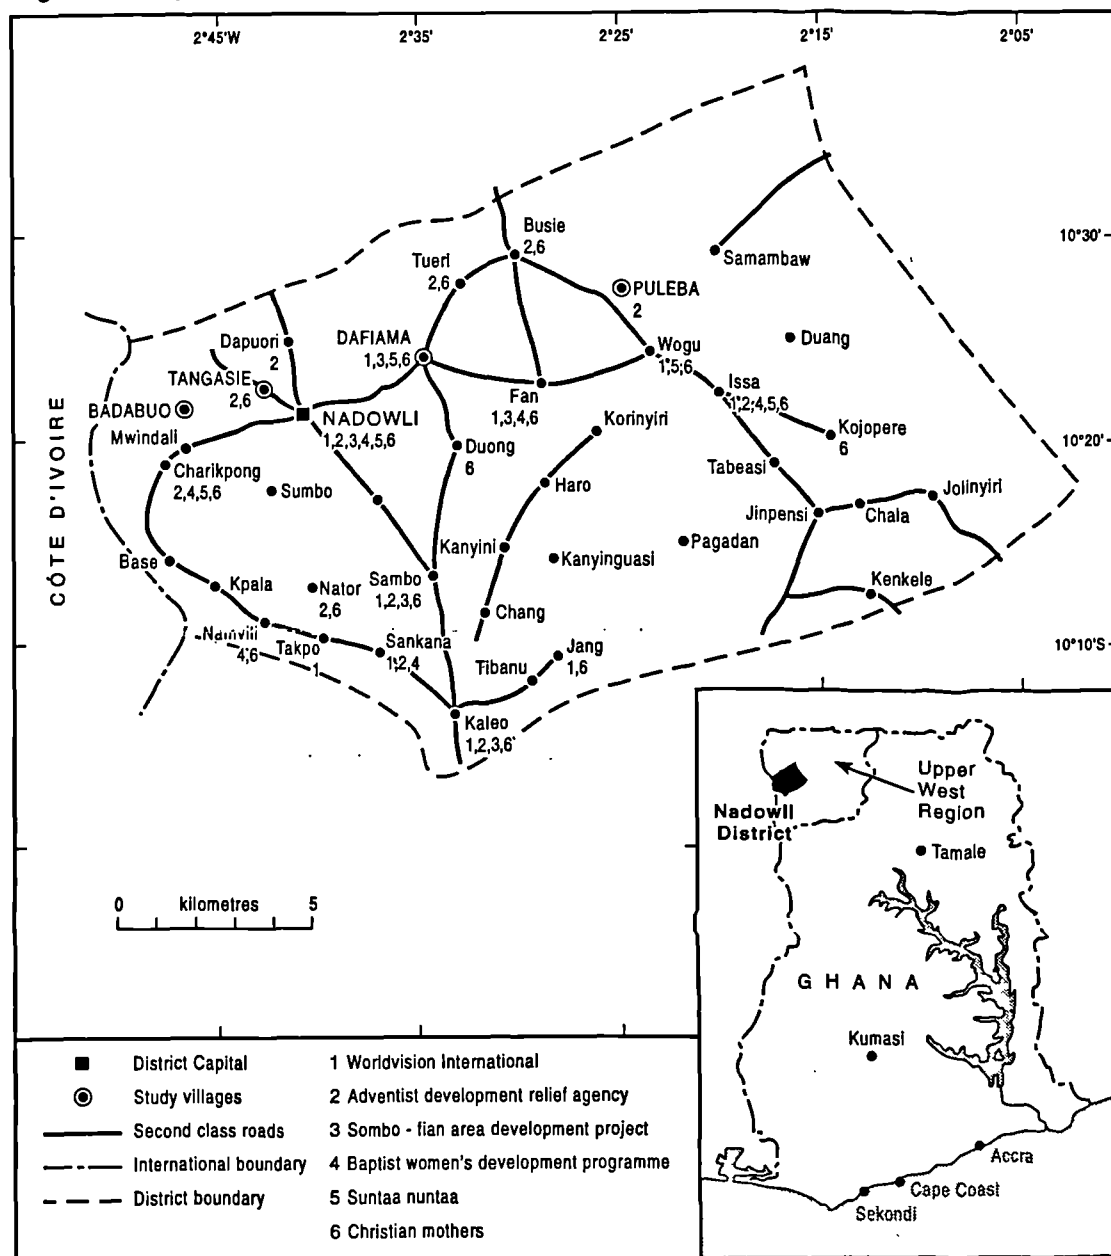 2°45'W
2°35'
2°25'
2°15'
2°05'
10°30'
10°20'
10°10'S
CÔTE D'IVOIRE
Busie
2,6
Tueri
2,6
Samambaw
PULEBA
2
Dapuori
2
DAFIAMA
1,3,5,6
Wogu
1,5,6
Duang
TANGASIE
2,6
Fan
1,3,4,6
Issa
1,2,4,5,6
BADABUO
NADOWLI
1,2,3,4,5,6
Korinyiri
Kojopere
6
Mwindali
Duong
6
Charikpong
2,4,5,6
Sumbo
Haro
Tabeasi
Jolinyiri
Jinpensi
Chala
Base
Kanyini
Kanyinguasi
Pagadan
Kpala
Nator
2,6
Sambo
1,2,3,6
Kenkele
Chang
Namvili
4,6
Takpo
1
Sankana
1,2,4
Jang
1,6
Tibanu
Kaleo
1,2,3,6
0 kilometres 5
Nadowli
District
Upper
West
Region
Tamale
GHANA
Kumasi
Accra
Cape Coast
Sekondi
District Capital
Study villages
Second class roads
International boundary
District boundary
1 Worldvision International
2 Adventist development relief agency
3 Sombo - fian area development project
4 Baptist women's development programme
5 Suntaa nuntaa
6 Christian mothers